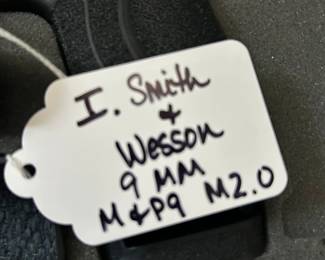 I. Smith
&
Wesson
9 MM
M&P9 M2.0